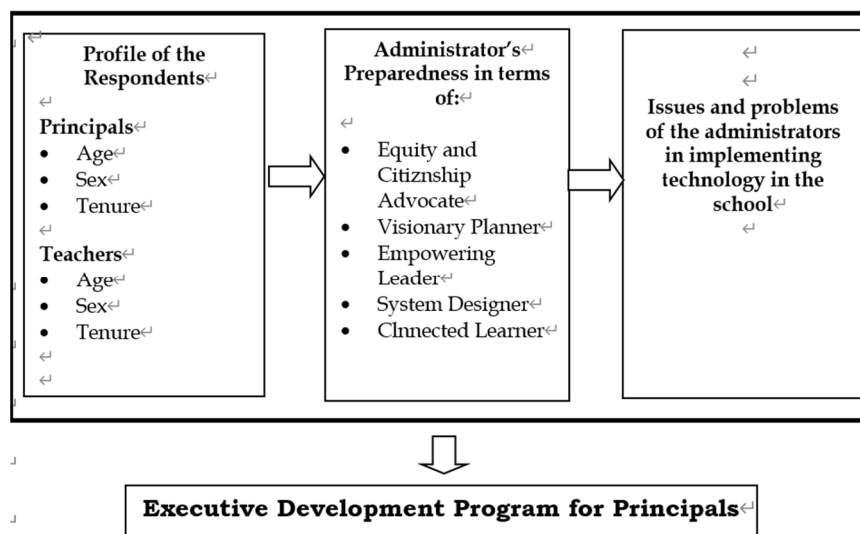 Profile of the
Respondents
Principals
• Age
• Sex
• Tenure
Teachers
• Age
• Sex
• Tenure
Administrator's
Preparedness in terms
of:
• Equity and
Citiznship
Advocate
• Visionary Planner
• Empowering
Leader
• System Designer
• Clnnected Learner
Issues and problems
of the administrators
in implementing
technology in the
school
Executive Development Program for Principals